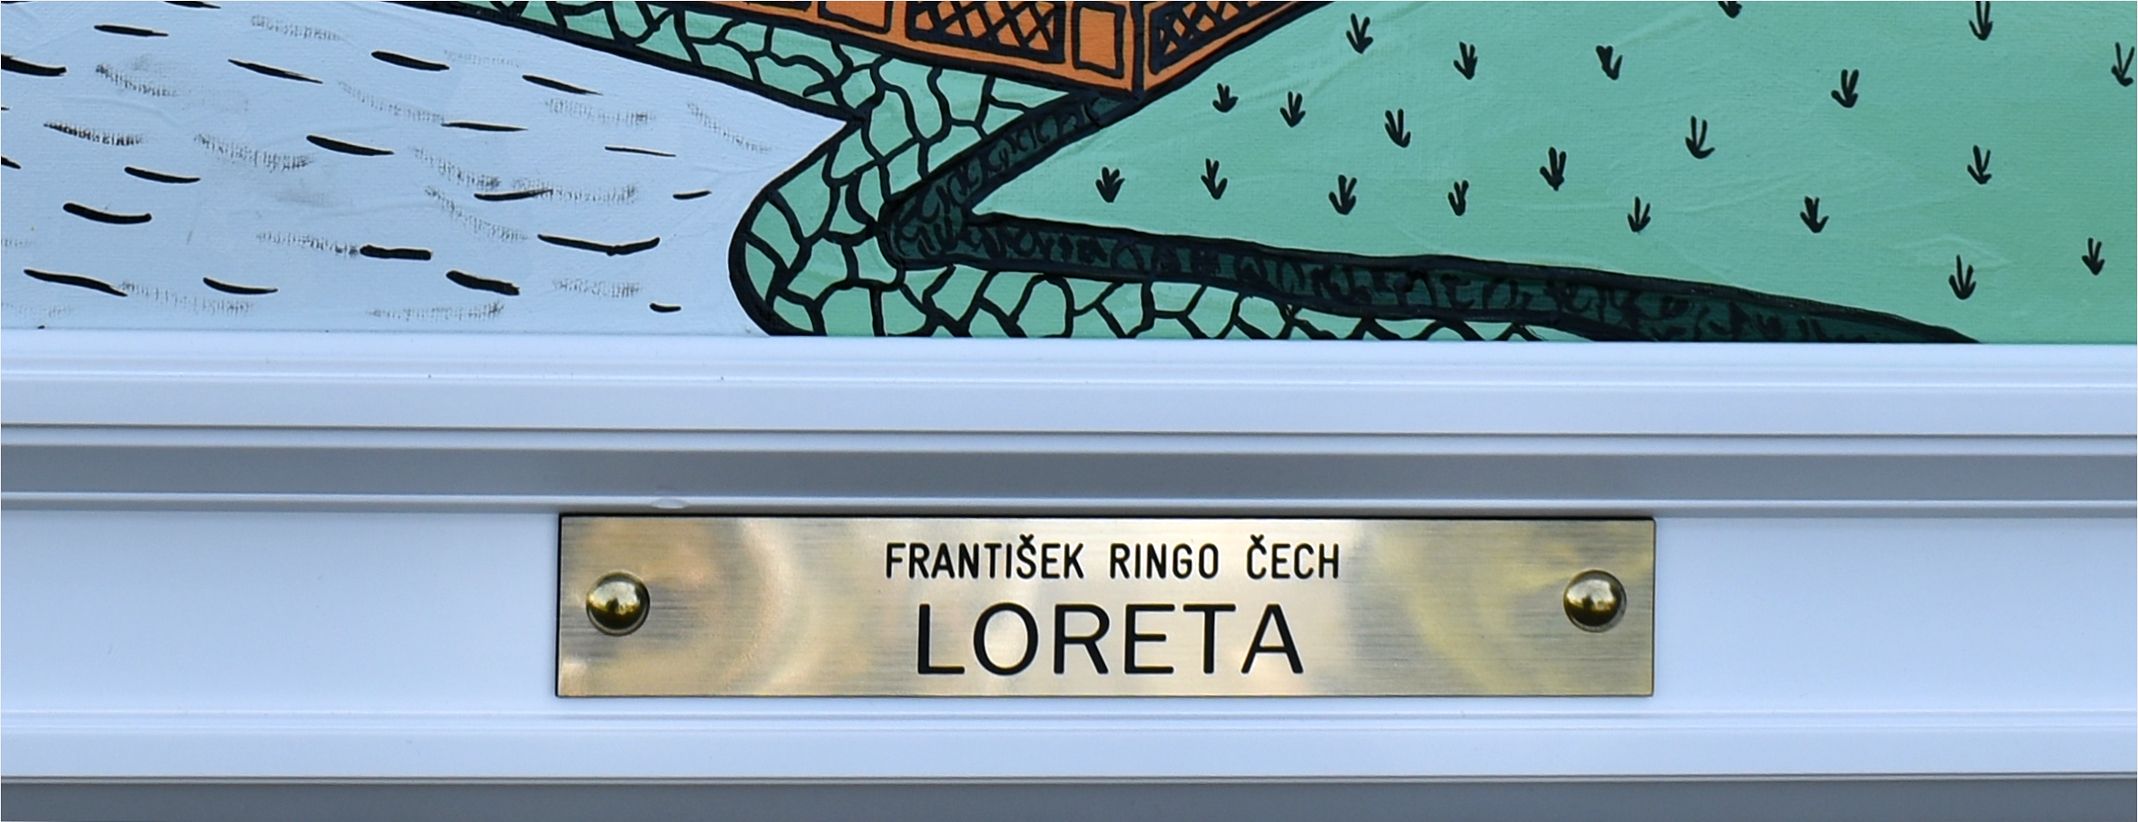 FRANTIŠEK RINGO ČECH
LORETA